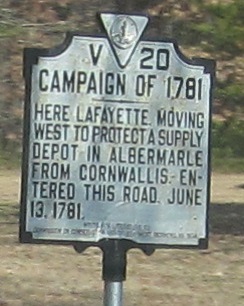 V 20
CAMPAIGN OF 1781
HERE LAFAYETTE, MOVING
WEST TO PROTECT A SUPPLY
DEPOT IN ALBERMARLE
FROM CORNWALLIS, EN-
TERED THIS ROAD, JUNE
13, 1781.